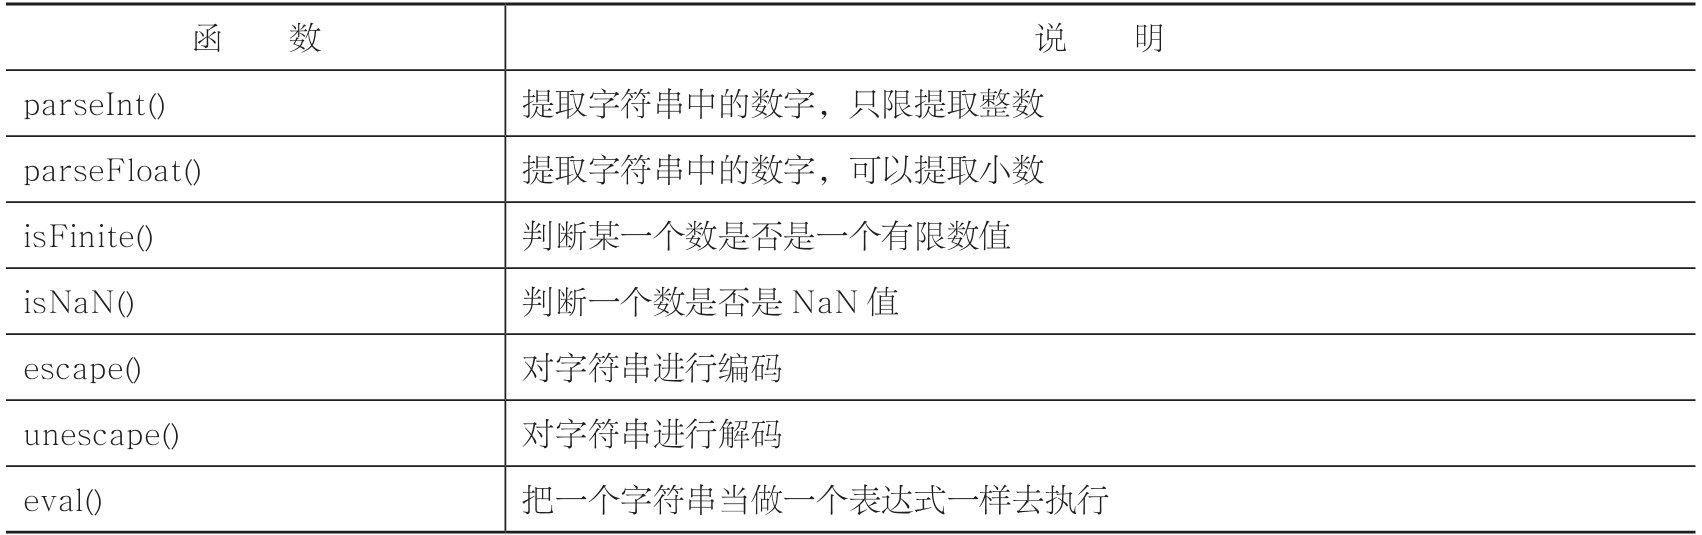 函 数 说 明
parseInt() 提取字符串中的数字，只限提取整数
parseFloat() 提取字符串中的数字，可以提取小数
isFinite() 判断某一个数是否是一个有限数值
isNaN() 判断一个数是否是 NaN 值
escape() 对字符串进行编码
unescape() 对字符串进行解码
eval() 把一个字符串当做一个表达式一样去执行